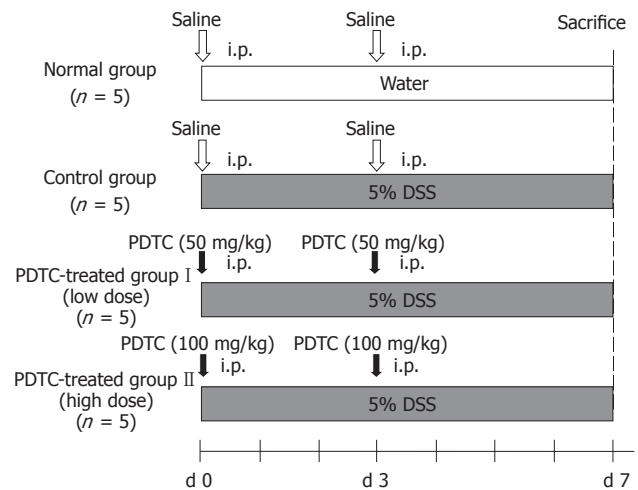 Saline Saline Sacrifice
i.p. i.p.
Normal group
(n = 5)
Water
Saline Saline
i.p. i.p.
Control group
(n = 5)
5% DSS
PDTC (50 mg/kg) PDTC (50 mg/kg)
i.p. i.p.
PDTC-treated group Ⅰ
(low dose)
(n = 5)
5% DSS
PDTC (100 mg/kg) PDTC (100 mg/kg)
i.p. i.p.
PDTC-treated group Ⅱ
(high dose)
(n = 5)
5% DSS
d 0 d 3 d 7